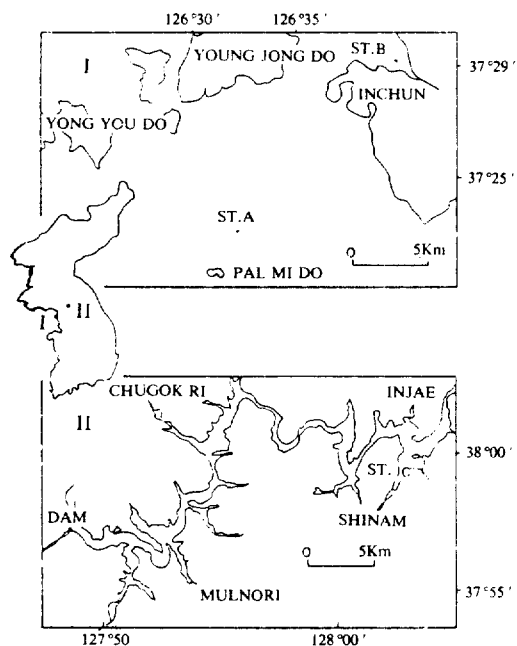 126°30′ 126°35′
I
YOUNG JONG DO
ST.B
37°29′
INCHUN
YONG YOU DO
37°25′
ST.A
0 5Km
PAL MI DO
I II
II
CHUGOK RI
INJAE
38°00′
ST.
DAM
SHINAM
0 5Km
MULNORI
37°55′
127°50′ 128°00′